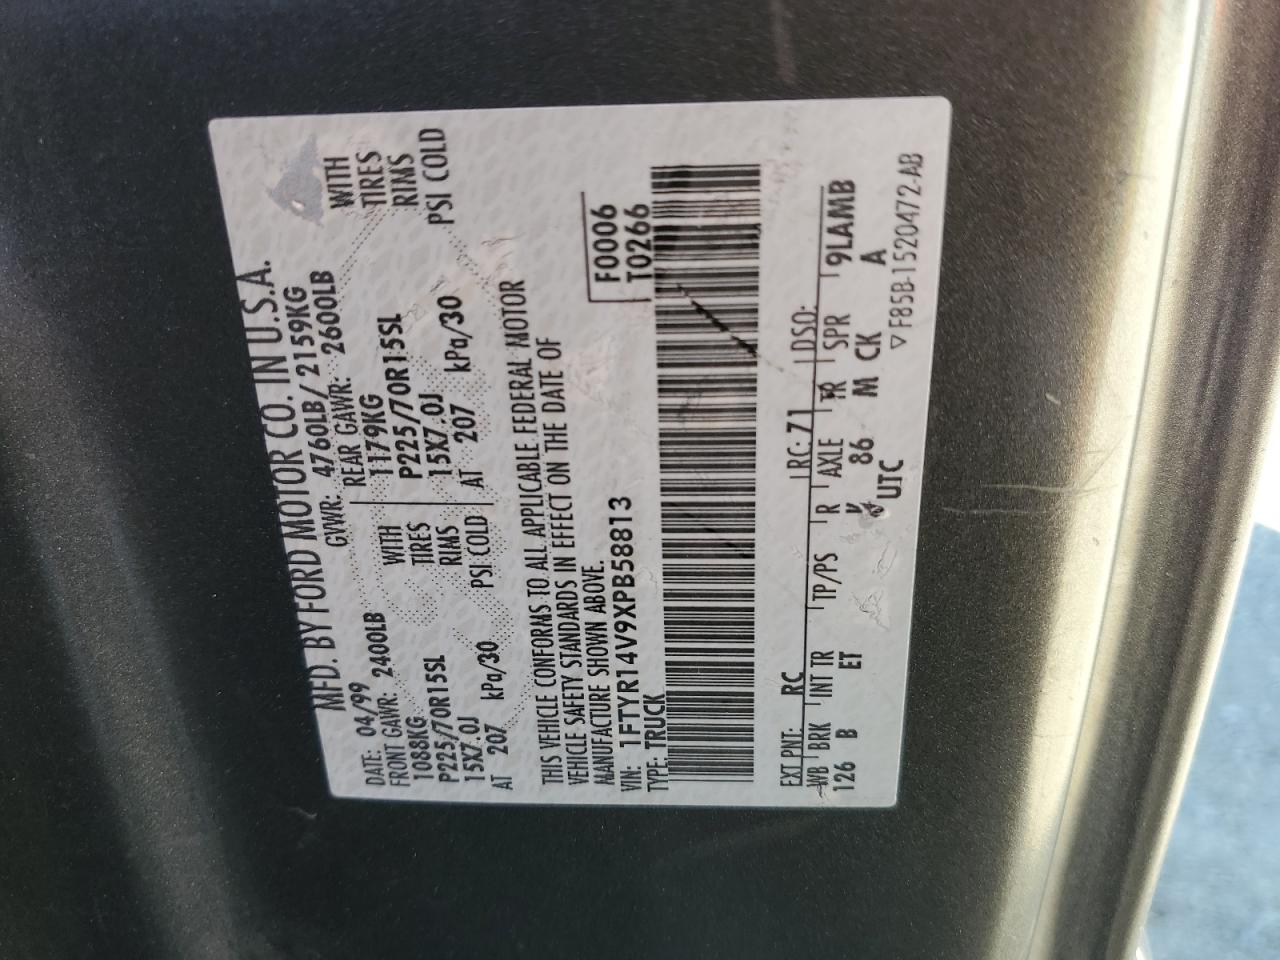 MFD. BY FORD MOTOR CO. IN U.S.A.
DATE: 04/99 GVWR: 4760LB/ 2159KG
FRONT GAWR: 2400LB REAR GAWR: 2600LB
1088KG WITH 1179KG WITH
P225/70R15SL TIRES P225/70R15SL TIRES
15X7.0J RIMS 15X7.0J RIMS
AT 207 kPa/30 PSI COLD AT 207 kPa/30 PSI COLD
THIS VEHICLE CONFORMS TO ALL APPLICABLE FEDERAL MOTOR
VEHICLE SAFETY STANDARDS IN EFFECT ON THE DATE OF
MANUFACTURE SHOWN ABOVE.
VIN: 1FTYR14V9XPB58813 F0006
TYPE: TRUCK T0266
EXT PNT: RC RC: 71 DSO:
WB BRK INT TR TP/PS R AXLE TR SPR 9LAMB
126 B ET V 86 M CK A
UTC
▽F85B-1520472-AB